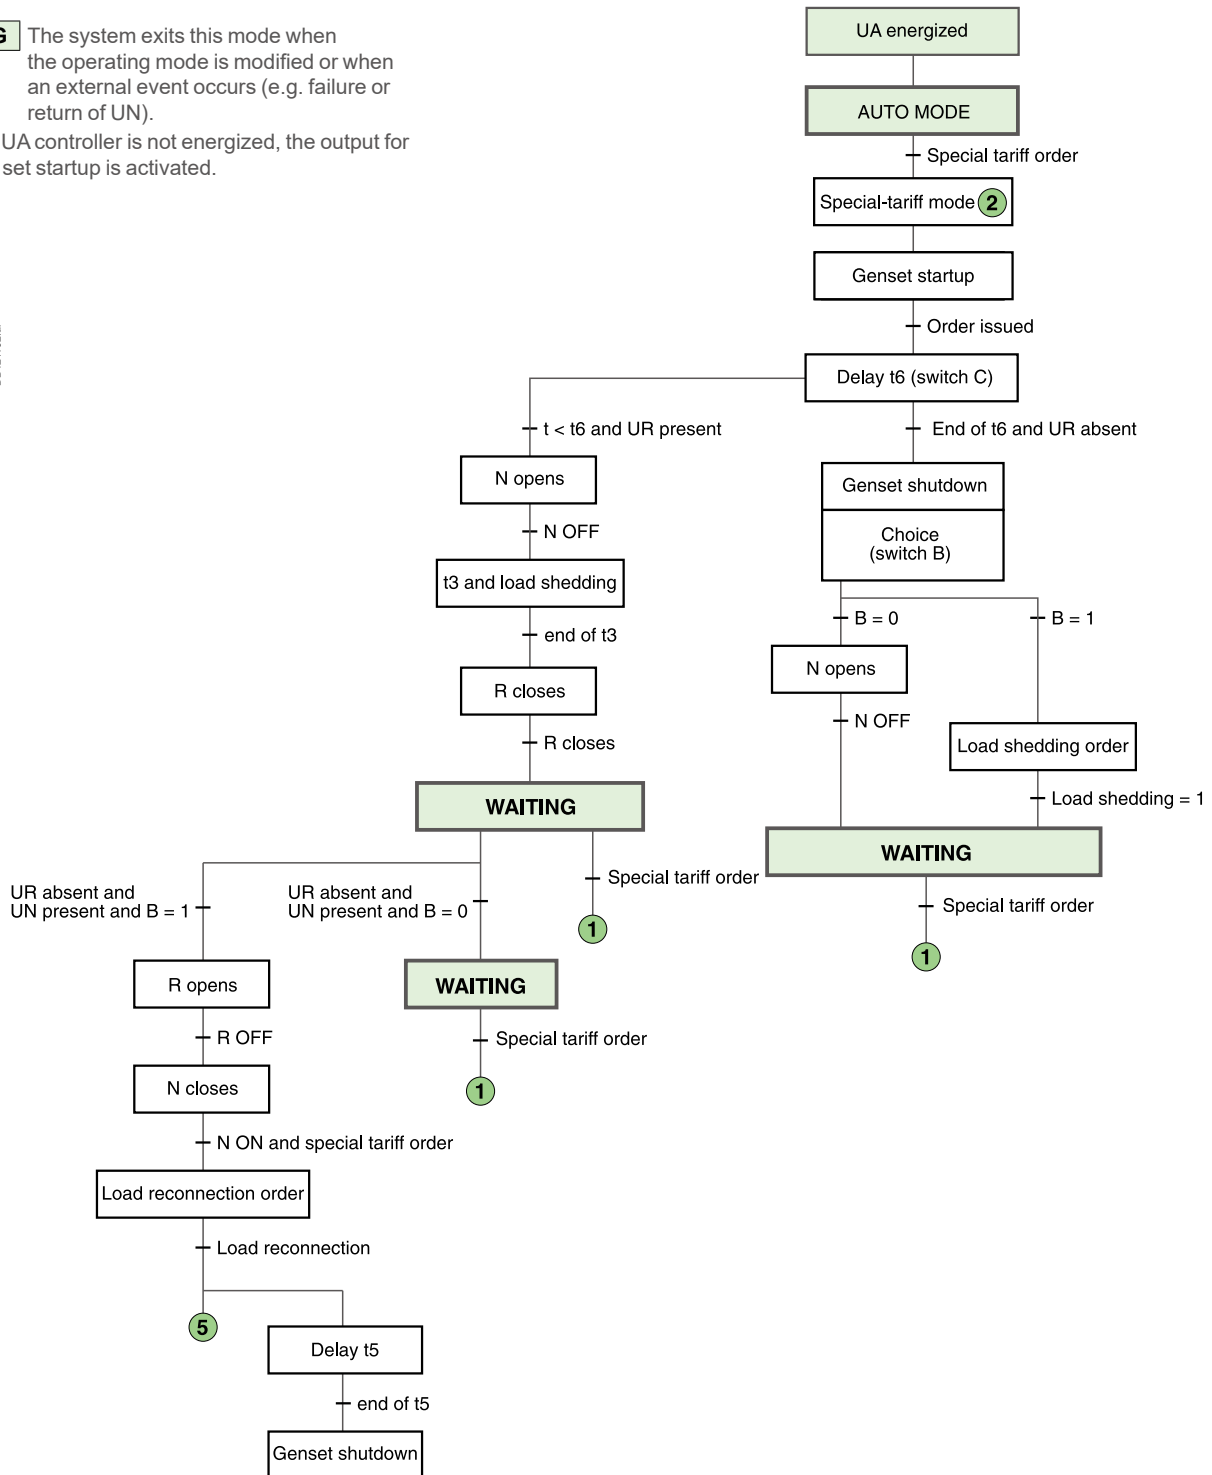 G The system exits this mode when
the operating mode is modified or when
an external event occurs (e.g. failure or
return of UN).
UA controller is not energized, the output for
set startup is activated.
UA energized
AUTO MODE
Special tariff order
Special-tariff mode 2
Genset startup
Order issued
Delay t6 (switch C)
t < t6 and UR present
End of t6 and UR absent
N opens
Genset shutdown
N OFF
Choice
(switch B)
t3 and load shedding
B = 0
B = 1
end of t3
N opens
R closes
N OFF
R closes
Load shedding order
WAITING
Load shedding = 1
WAITING
UR absent and
UN present and B = 1
UR absent and
UN present and B = 0
Special tariff order
Special tariff order
1
1
R opens
WAITING
R OFF
Special tariff order
N closes
1
N ON and special tariff order
Load reconnection order
Load reconnection
5
Delay t5
end of t5
Genset shutdown